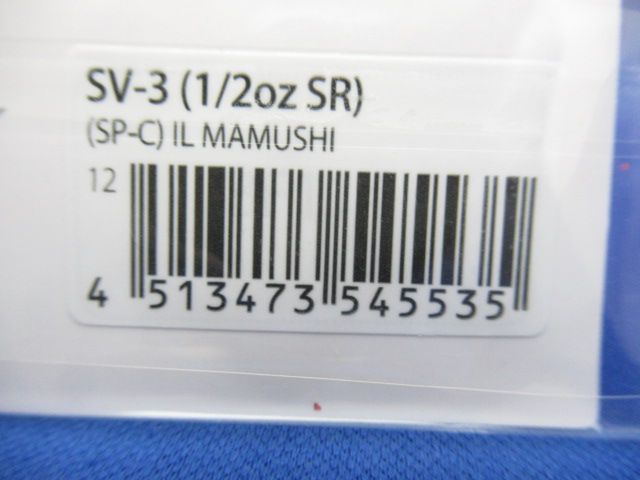 SV-3 (1/2oz SR)
(SP-C) IL MAMUSHI
12
4 513473 545535